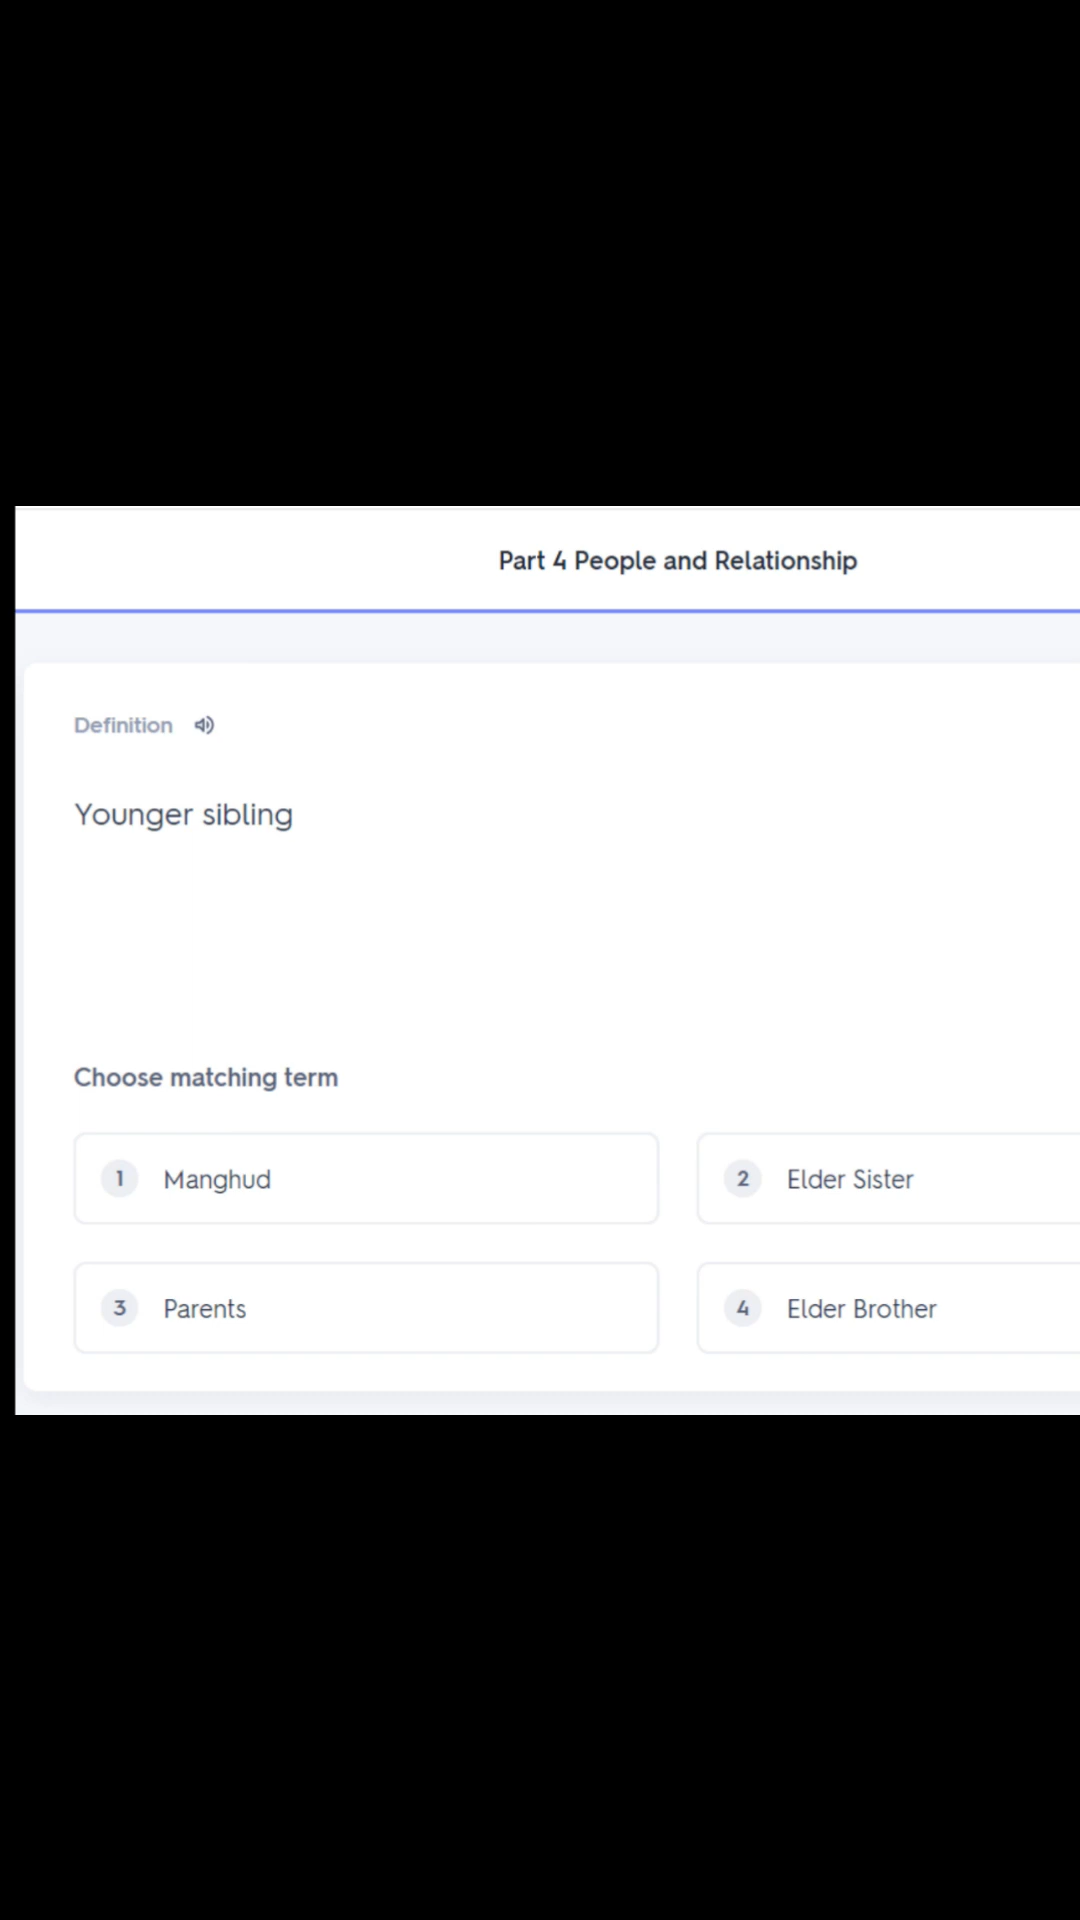 Part 4 People and Relationship
Definition
Younger sibling
Choose matching term
1 Manghud
2 Elder Sister
3 Parents
4 Elder Brother